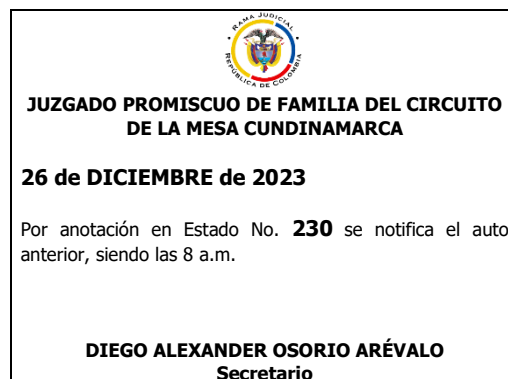 RAMA JUDICIAL
REPÚBLICA DE COLOMBIA
JUZGADO PROMISCUO DE FAMILIA DEL CIRCUITO
DE LA MESA CUNDINAMARCA
26 de DICIEMBRE de 2023
Por anotación en Estado No. 230 se notifica el auto
anterior, siendo las 8 a.m.
DIEGO ALEXANDER OSORIO ARÉVALO
Secretario